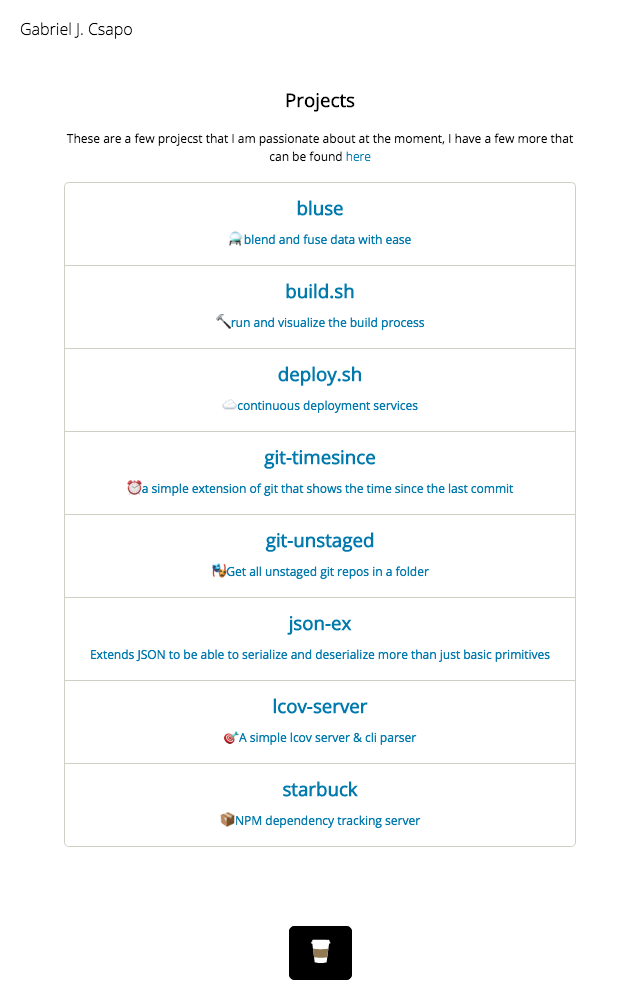 Gabriel J. Csapo
Projects
These are a few projecst that I am passionate about at the moment, I have a few more that
can be found here
bluse
blend and fuse data with ease
build.sh
run and visualize the build process
deploy.sh
continuous deployment services
git-timesince
a simple extension of git that shows the time since the last commit
git-unstaged
Get all unstaged git repos in a folder
json-ex
Extends JSON to be able to serialize and deserialize more than just basic primitives
lcov-server
A simple lcov server & cli parser
starbuck
NPM dependency tracking server